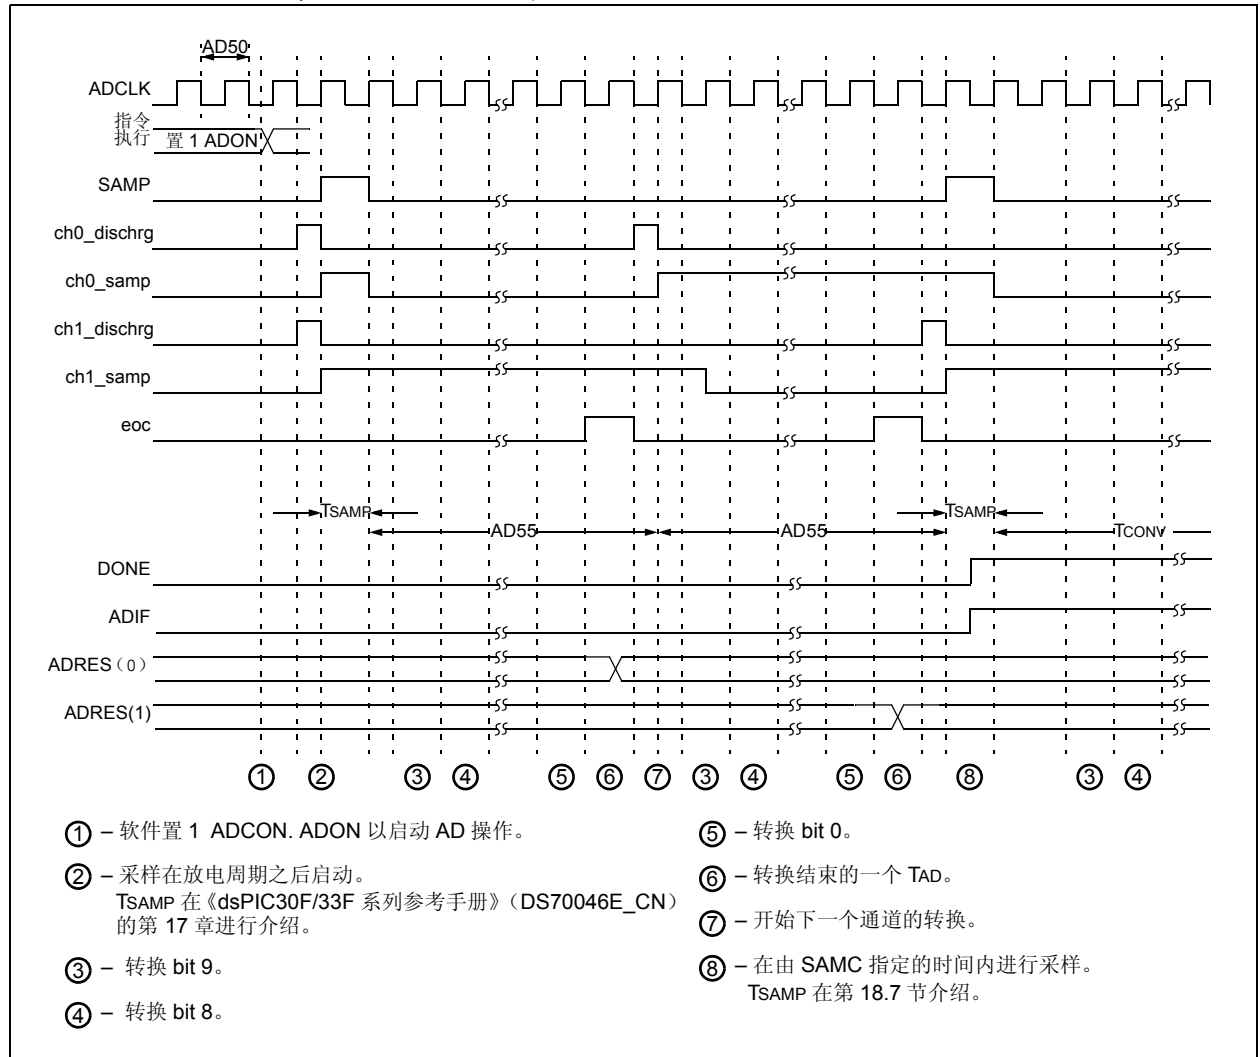 AD50
ADCLK
指令
执行
置 1 ADON
SAMP
ch0_dischrg
ch0_samp
ch1_dischrg
ch1_samp
eoc
TSAMP
TSAMP
AD55
AD55
TCONV
DONE
ADIF
ADRES（0）
ADRES(1)
① ② ③ ④ ⑤ ⑥ ⑦ ③ ④ ⑤ ⑥ ⑧ ③ ④
① – 软件置 1 ADCON. ADON 以启动 AD 操作。
② – 采样在放电周期之后启动。
TSAMP 在《dsPIC30F/33F 系列参考手册》（DS70046E_CN）
的第 17 章进行介绍。
③ – 转换 bit 9。
④ – 转换 bit 8。
⑤ – 转换 bit 0。
⑥ – 转换结束的一个 TAD。
⑦ – 开始下一个通道的转换。
⑧ – 在由 SAMC 指定的时间内进行采样。
TSAMP 在第 18.7 节介绍。